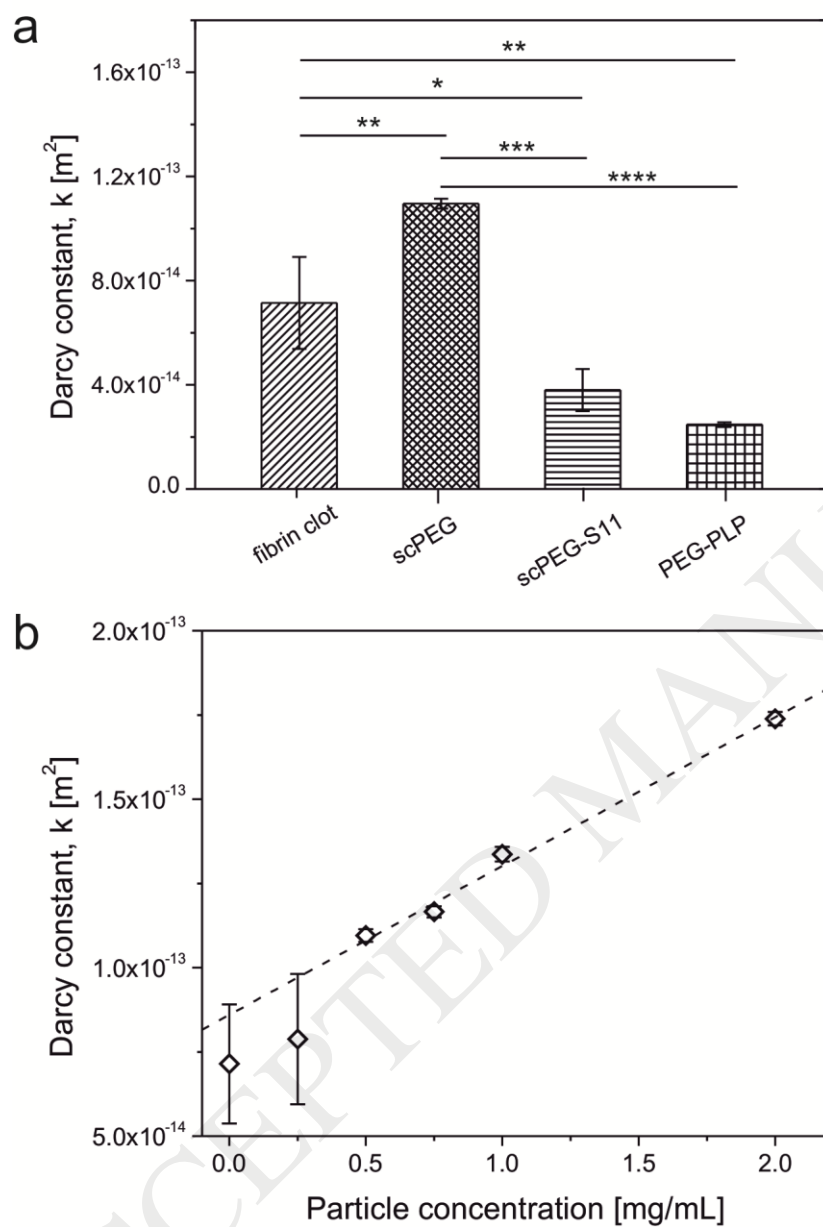 a
**
*
**
***
****
1.6x10⁻¹³
1.2x10⁻¹³
8.0x10⁻¹⁴
4.0x10⁻¹⁴
0.0
Darcy constant, k [m²]
fibrin clot
scPEG
scPEG-S11
PEG-PLP
b
2.0x10⁻¹³
1.5x10⁻¹³
1.0x10⁻¹³
5.0x10⁻¹⁴
Darcy constant, k [m²]
0.0 0.5 1.0 1.5 2.0
Particle concentration [mg/mL]
CCEPTED MANU